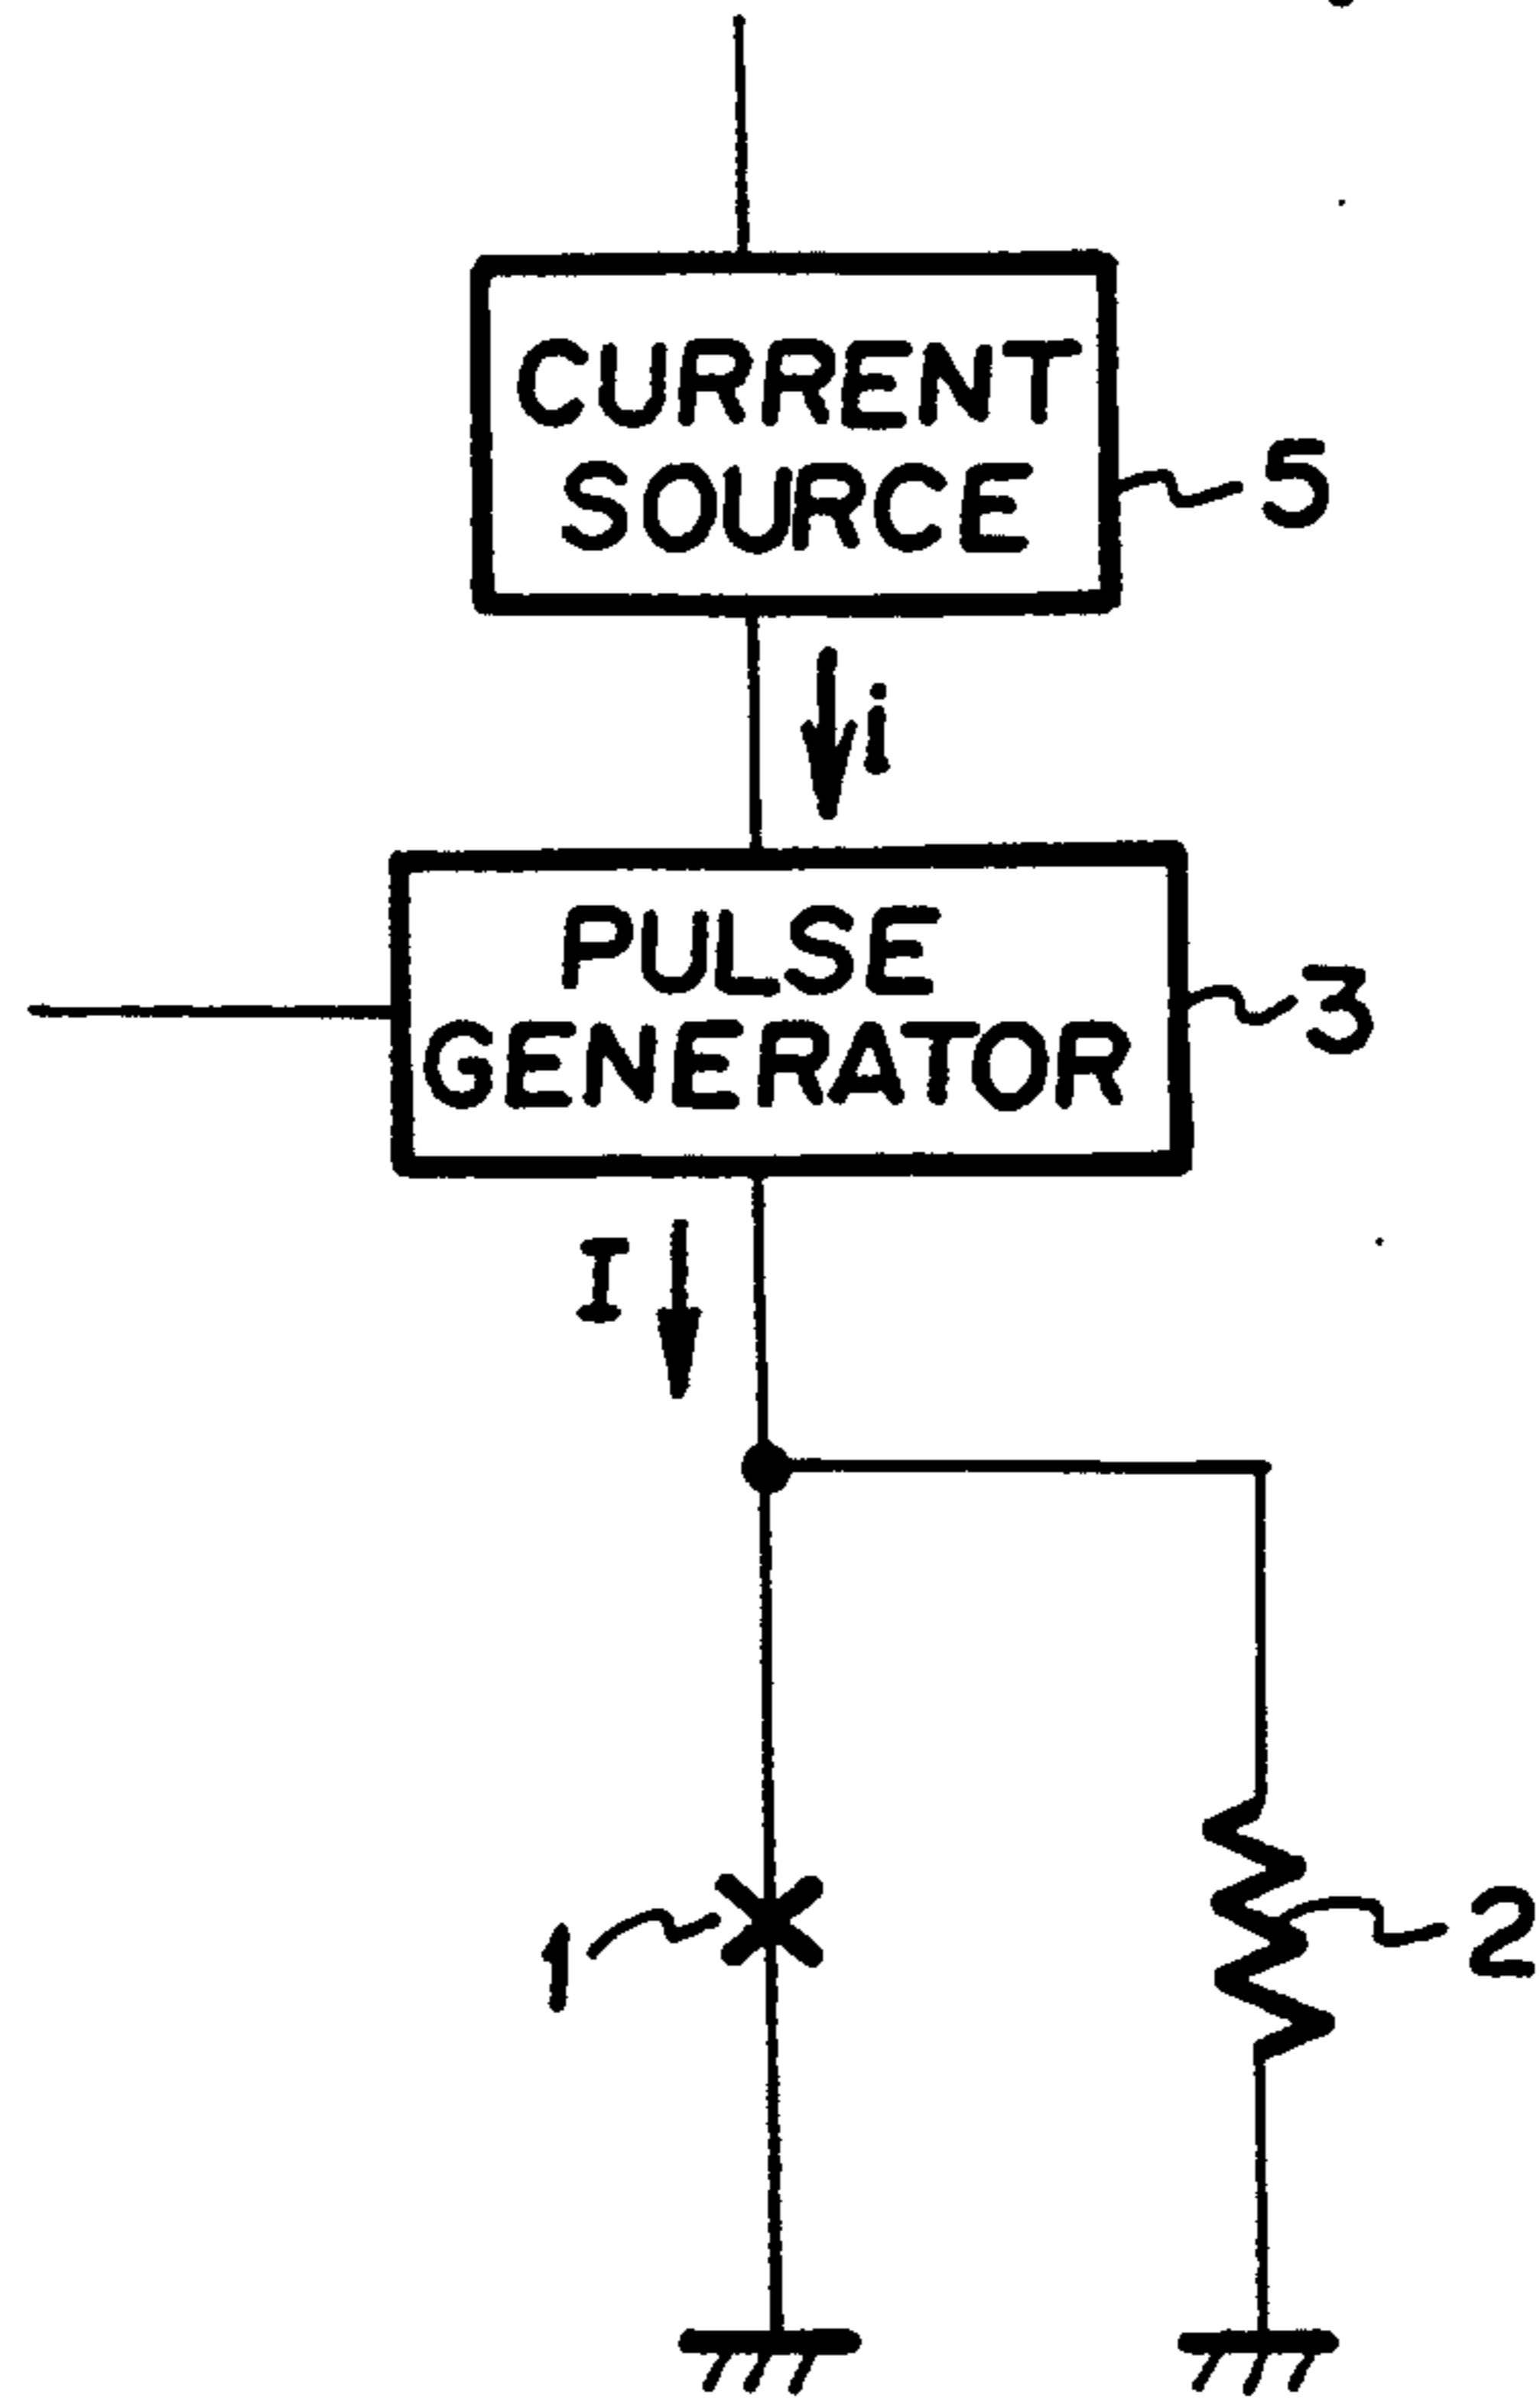 CURRENT
SOURCE
5
i
PULSE
GENERATOR
3
I
1
2